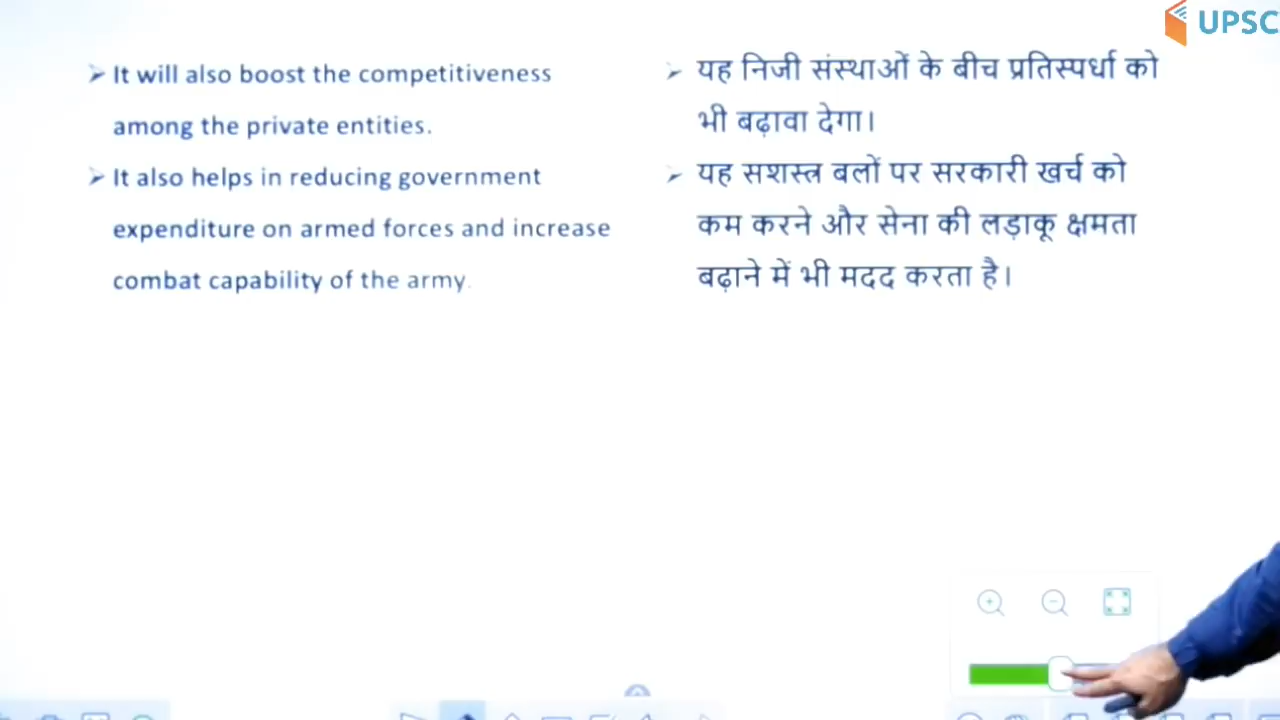 UPSC
➢ It will also boost the competitiveness
among the private entities.
➢ It also helps in reducing government
expenditure on armed forces and increase
combat capability of the army.
➢ यह निजी संस्थाओं के बीच प्रतिस्पर्धा को
भी बढ़ावा देगा।
➢ यह सशस्त्र बलों पर सरकारी खर्च को
कम करने और सेना की लड़ाकू क्षमता
बढ़ाने में भी मदद करता है।